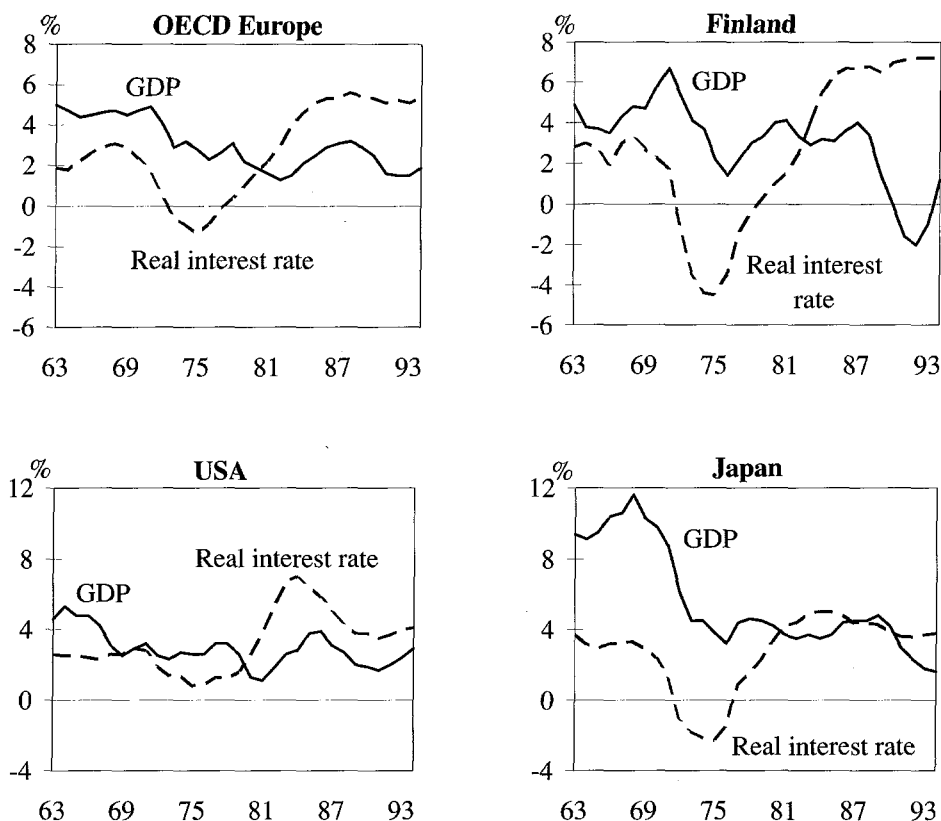 %
OECD Europe
8
6
4
2
0
-2
-4
-6
GDP
Real interest rate
63 69 75 81 87 93
%
Finland
8
6
4
2
0
-2
-4
-6
GDP
Real interest
rate
63 69 75 81 87 93
%
USA
12
8
4
0
-4
Real interest rate
GDP
63 69 75 81 87 93
%
Japan
12
8
4
0
-4
GDP
Real interest rate
63 69 75 81 87 93